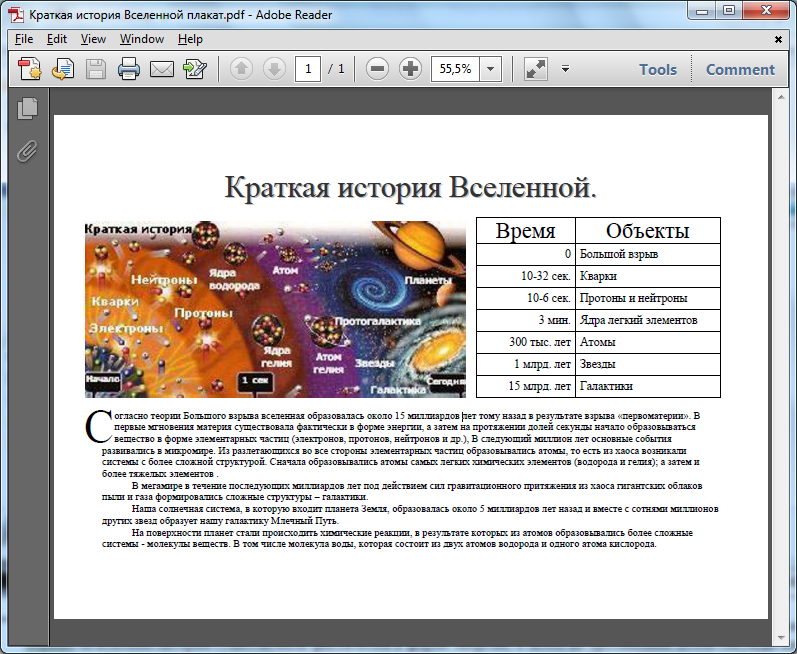 Краткая история Вселенной плакат.pdf - Adobe Reader
File Edit View Window Help
1 / 1 55,5% Tools Comment
Краткая история Вселенной.
Краткая история
Нейтроны
Ядра
водорода
Атом
Планеты
Кварки
Протоны
Электроны
Протогалактика
Ядра
гелия
Атом
гелия
Звезды
Начало
1 сек
Галактика
Сегодня
Время Объекты
0 Большой взрыв
10-32 сек. Кварки
10-6 сек. Протоны и нейтроны
3 мин. Ядра легкий элементов
300 тыс. лет Атомы
1 млрд. лет Звезды
15 млрд. лет Галактики
Согласно теории Большого взрыва вселенная образовалась около 15 миллиардов лет тому назад в результате взрыва «первоматерии». В
первые мгновения материя существовала фактически в форме энергии, а затем на протяжении долей секунды начало образовываться
вещество в форме элементарных частиц (электронов, протонов, нейтронов и др.), В следующий миллион лет основные события
развивались в микромире. Из разлетающихся во все стороны элементарных частиц образовывались атомы, то есть из хаоса возникали
системы с более сложной структурой. Сначала образовывались атомы самых легких химических элементов (водорода и гелия); а затем и
более тяжелых элементов .
В мегамире в течение последующих миллиардов лет под действием сил гравитационного притяжения из хаоса гигантских облаков
пыли и газа формировались сложные структуры – галактики.
Наша солнечная система, в которую входит планета Земля, образовалась около 5 миллиардов лет назад и вместе с сотнями миллионов
других звезд образует нашу галактику Млечный Путь.
На поверхности планет стали происходить химические реакции, в результате которых из атомов образовывались более сложные
системы - молекулы веществ. В том числе молекула воды, которая состоит из двух атомов водорода и одного атома кислорода.